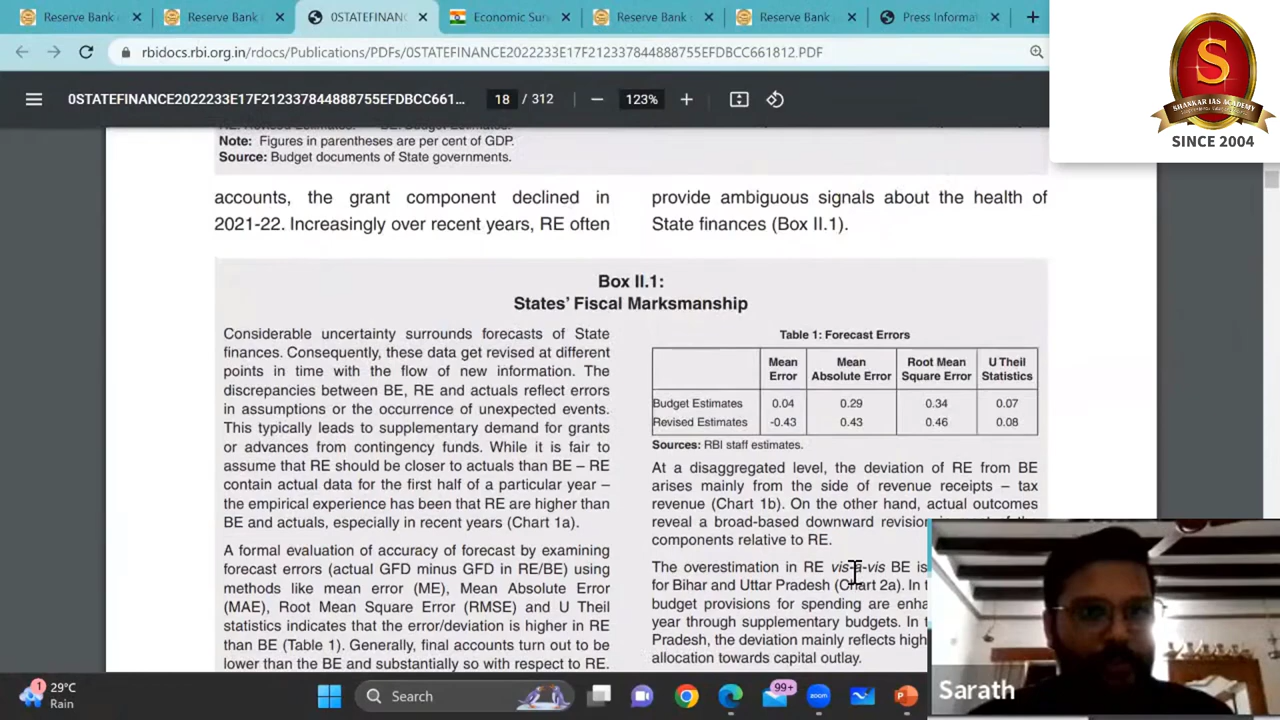 Reserve Bank
Reserve Bank
0STATEFINANC
Economic Sur
Reserve Bank
Reserve Bank
Press Informat
rbidocs.rbi.org.in/rdocs/Publications/PDFs/0STATEFINANCE2022233E17F212337844888755EFDBCC661812.PDF
0STATEFINANCE2022233E17F212337844888755EFDBCC661...
18 / 312
123%
S
SHANKAR IAS ACADEMY
SINCE 2004
Note: Figures in parentheses are per cent of GDP.
Source: Budget documents of State governments.
accounts, the grant component declined in
2021-22. Increasingly over recent years, RE often
provide ambiguous signals about the health of
State finances (Box II.1).
Box II.1:
States' Fiscal Marksmanship
Considerable uncertainty surrounds forecasts of State
finances. Consequently, these data get revised at different
points in time with the flow of new information. The
discrepancies between BE, RE and actuals reflect errors
in assumptions or the occurrence of unexpected events.
This typically leads to supplementary demand for grants
or advances from contingency funds. While it is fair to
assume that RE should be closer to actuals than BE – RE
contain actual data for the first half of a particular year –
the empirical experience has been that RE are higher than
BE and actuals, especially in recent years (Chart 1a).
A formal evaluation of accuracy of forecast by examining
forecast errors (actual GFD minus GFD in RE/BE) using
methods like mean error (ME), Mean Absolute Error
(MAE), Root Mean Square Error (RMSE) and U Theil
statistics indicates that the error/deviation is higher in RE
than BE (Table 1). Generally, final accounts turn out to be
lower than the BE and substantially so with respect to RE.
Table 1: Forecast Errors
Mean Error Mean Absolute Error Root Mean Square Error U Theil Statistics
Budget Estimates 0.04 0.29 0.34 0.07
Revised Estimates -0.43 0.43 0.46 0.08
Sources: RBI staff estimates.
At a disaggregated level, the deviation of RE from BE
arises mainly from the side of revenue receipts – tax
revenue (Chart 1b). On the other hand, actual outcomes
reveal a broad-based downward revision
components relative to RE.
The overestimation in RE vis-à-vis BE is
for Bihar and Uttar Pradesh (Chart 2a). In
budget provisions for spending are
year through supplementary budgets. In
Pradesh, the deviation mainly reflects
allocation towards capital outlay.
Sarath
1
29°C
Rain
Search
99+
zoom